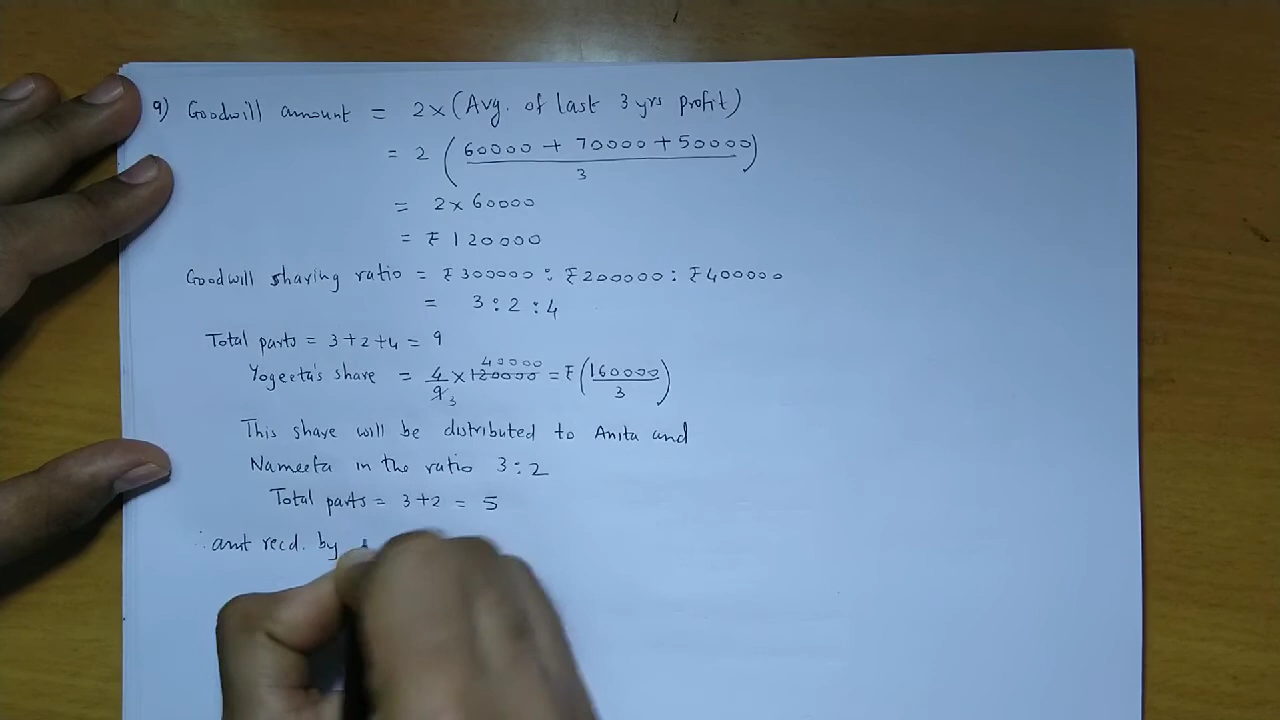 9) Goodwill amount = 2 × (Avg. of last 3 yrs profit)
= 2 (60000 + 70000 + 50000 / 3)
= 2 × 60000
= ₹ 120000
Goodwill sharing ratio = ₹ 300000 : ₹ 200000 : ₹ 400000
= 3 : 2 : 4
Total parts = 3 + 2 + 4 = 9
40000
Yogeeta's share = 4/9 × 120000 = ₹ (160000 / 3)
3
This share will be distributed to Anita and
Nameeta in the ratio 3 : 2
Total parts = 3 + 2 = 5
∴ amt recd. by